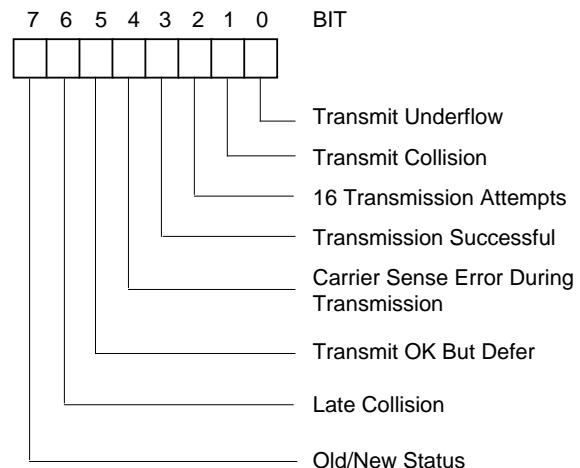 7 6 5 4 3 2 1 0 BIT
Transmit Underflow
Transmit Collision
16 Transmission Attempts
Transmission Successful
Carrier Sense Error During
Transmission
Transmit OK But Defer
Late Collision
Old/New Status